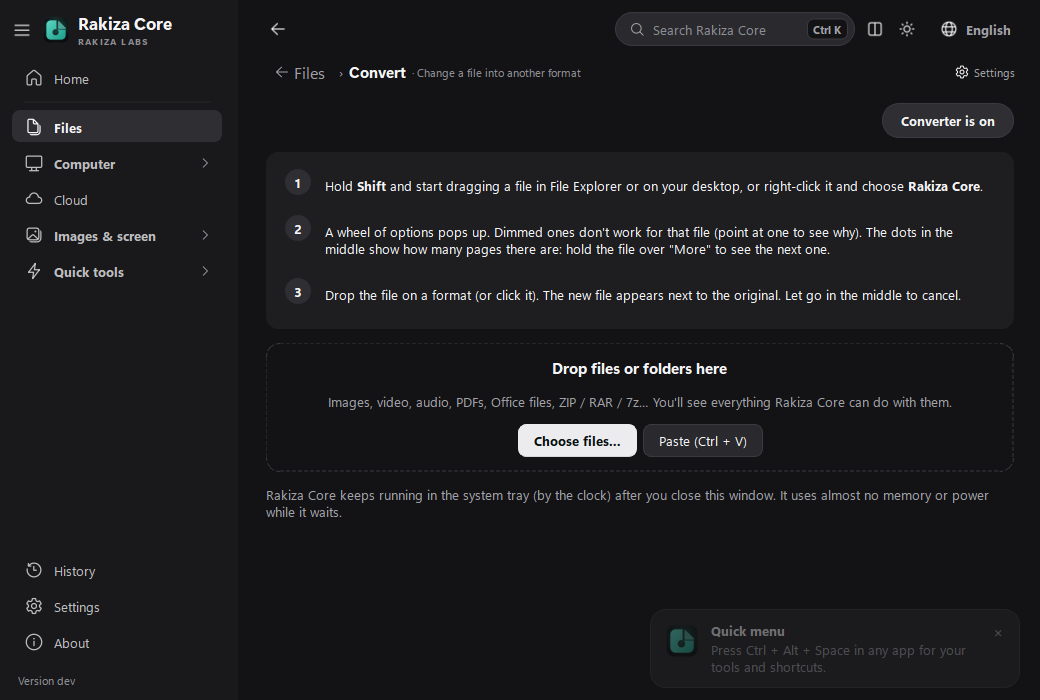 Rakiza Core
RAKIZA LABS
Search Rakiza Core
Ctrl K
English
Home
Files
Computer
Cloud
Images & screen
Quick tools
History
Settings
About
Version dev
Files › Convert · Change a file into another format
Settings
Converter is on
1 Hold Shift and start dragging a file in File Explorer or on your desktop, or right-click it and choose Rakiza Core.
2 A wheel of options pops up. Dimmed ones don't work for that file (point at one to see why). The dots in the
middle show how many pages there are: hold the file over "More" to see the next one.
3 Drop the file on a format (or click it). The new file appears next to the original. Let go in the middle to cancel.
Drop files or folders here
Images, video, audio, PDFs, Office files, ZIP / RAR / 7z... You'll see everything Rakiza Core can do with them.
Choose files...
Paste (Ctrl + V)
Rakiza Core keeps running in the system tray (by the clock) after you close this window. It uses almost no memory or power
while it waits.
Quick menu
Press Ctrl + Alt + Space in any app for your
tools and shortcuts.